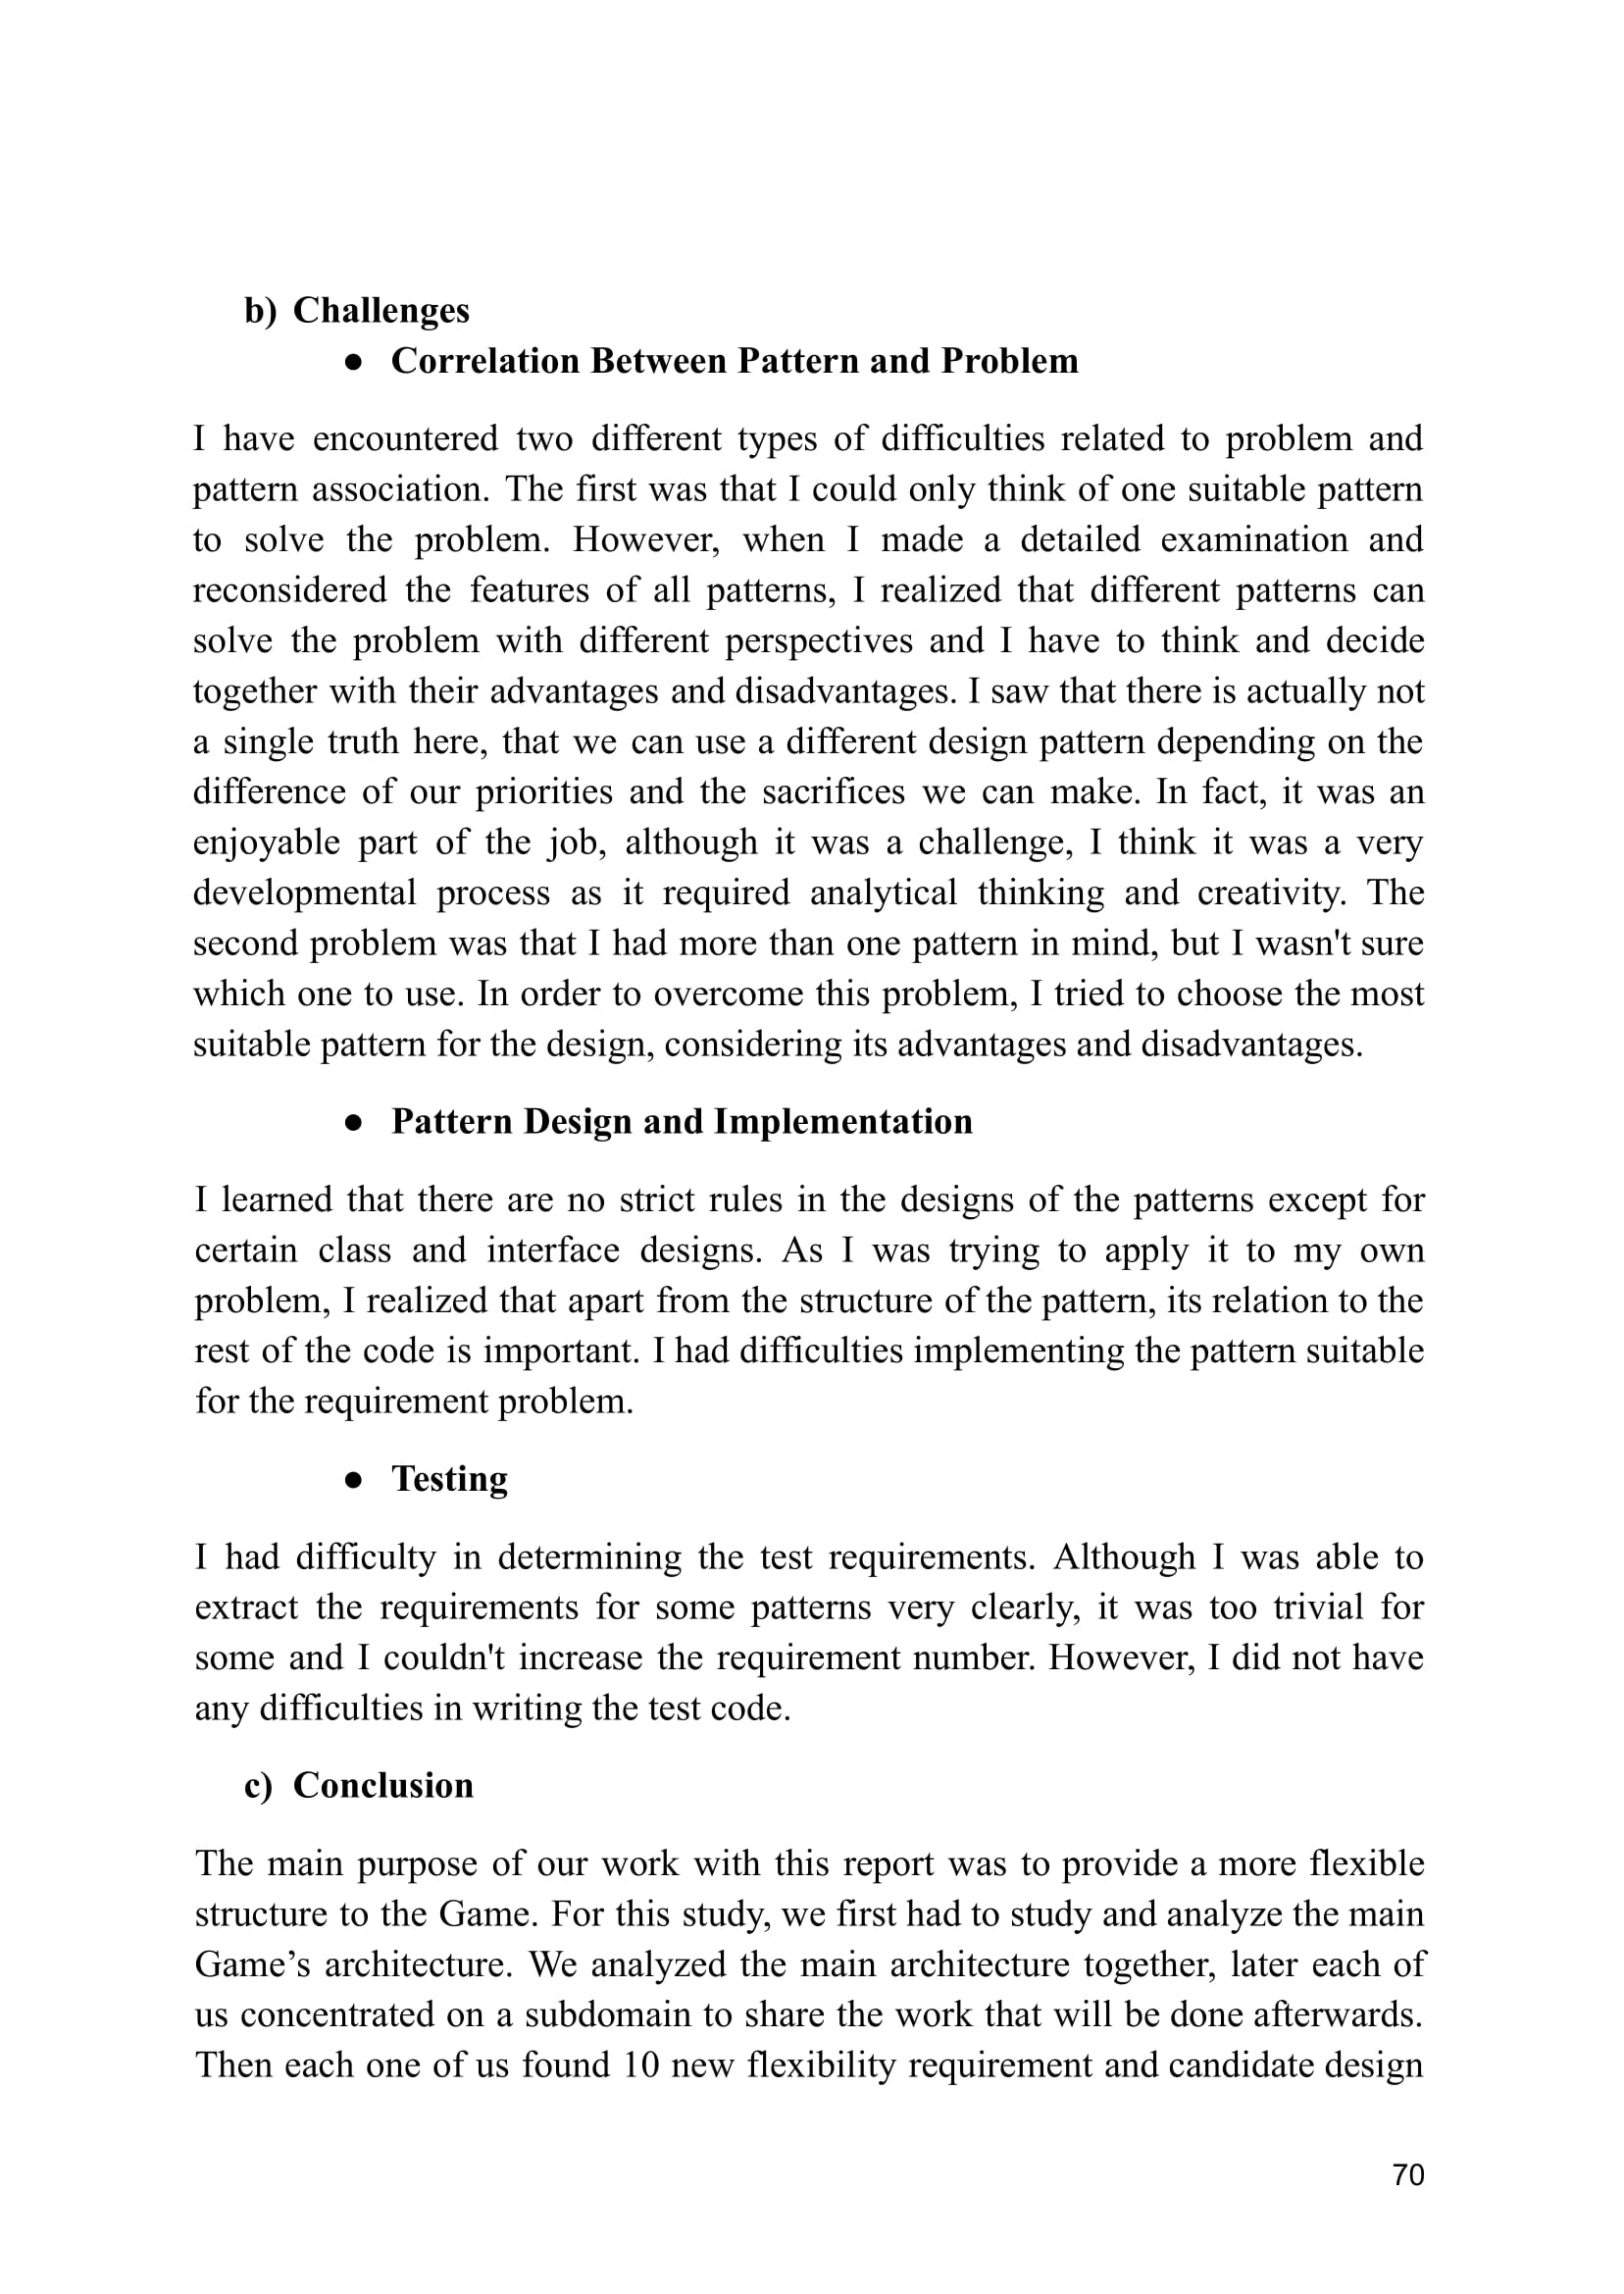 b) Challenges
● Correlation Between Pattern and Problem
I have encountered two different types of difficulties related to problem and
pattern association. The first was that I could only think of one suitable pattern
to solve the problem. However, when I made a detailed examination and
reconsidered the features of all patterns, I realized that different patterns can
solve the problem with different perspectives and I have to think and decide
together with their advantages and disadvantages. I saw that there is actually not
a single truth here, that we can use a different design pattern depending on the
difference of our priorities and the sacrifices we can make. In fact, it was an
enjoyable part of the job, although it was a challenge, I think it was a very
developmental process as it required analytical thinking and creativity. The
second problem was that I had more than one pattern in mind, but I wasn't sure
which one to use. In order to overcome this problem, I tried to choose the most
suitable pattern for the design, considering its advantages and disadvantages.
● Pattern Design and Implementation
I learned that there are no strict rules in the designs of the patterns except for
certain class and interface designs. As I was trying to apply it to my own
problem, I realized that apart from the structure of the pattern, its relation to the
rest of the code is important. I had difficulties implementing the pattern suitable
for the requirement problem.
● Testing
I had difficulty in determining the test requirements. Although I was able to
extract the requirements for some patterns very clearly, it was too trivial for
some and I couldn't increase the requirement number. However, I did not have
any difficulties in writing the test code.
c) Conclusion
The main purpose of our work with this report was to provide a more flexible
structure to the Game. For this study, we first had to study and analyze the main
Game’s architecture. We analyzed the main architecture together, later each of
us concentrated on a subdomain to share the work that will be done afterwards.
Then each one of us found 10 new flexibility requirement and candidate design
70